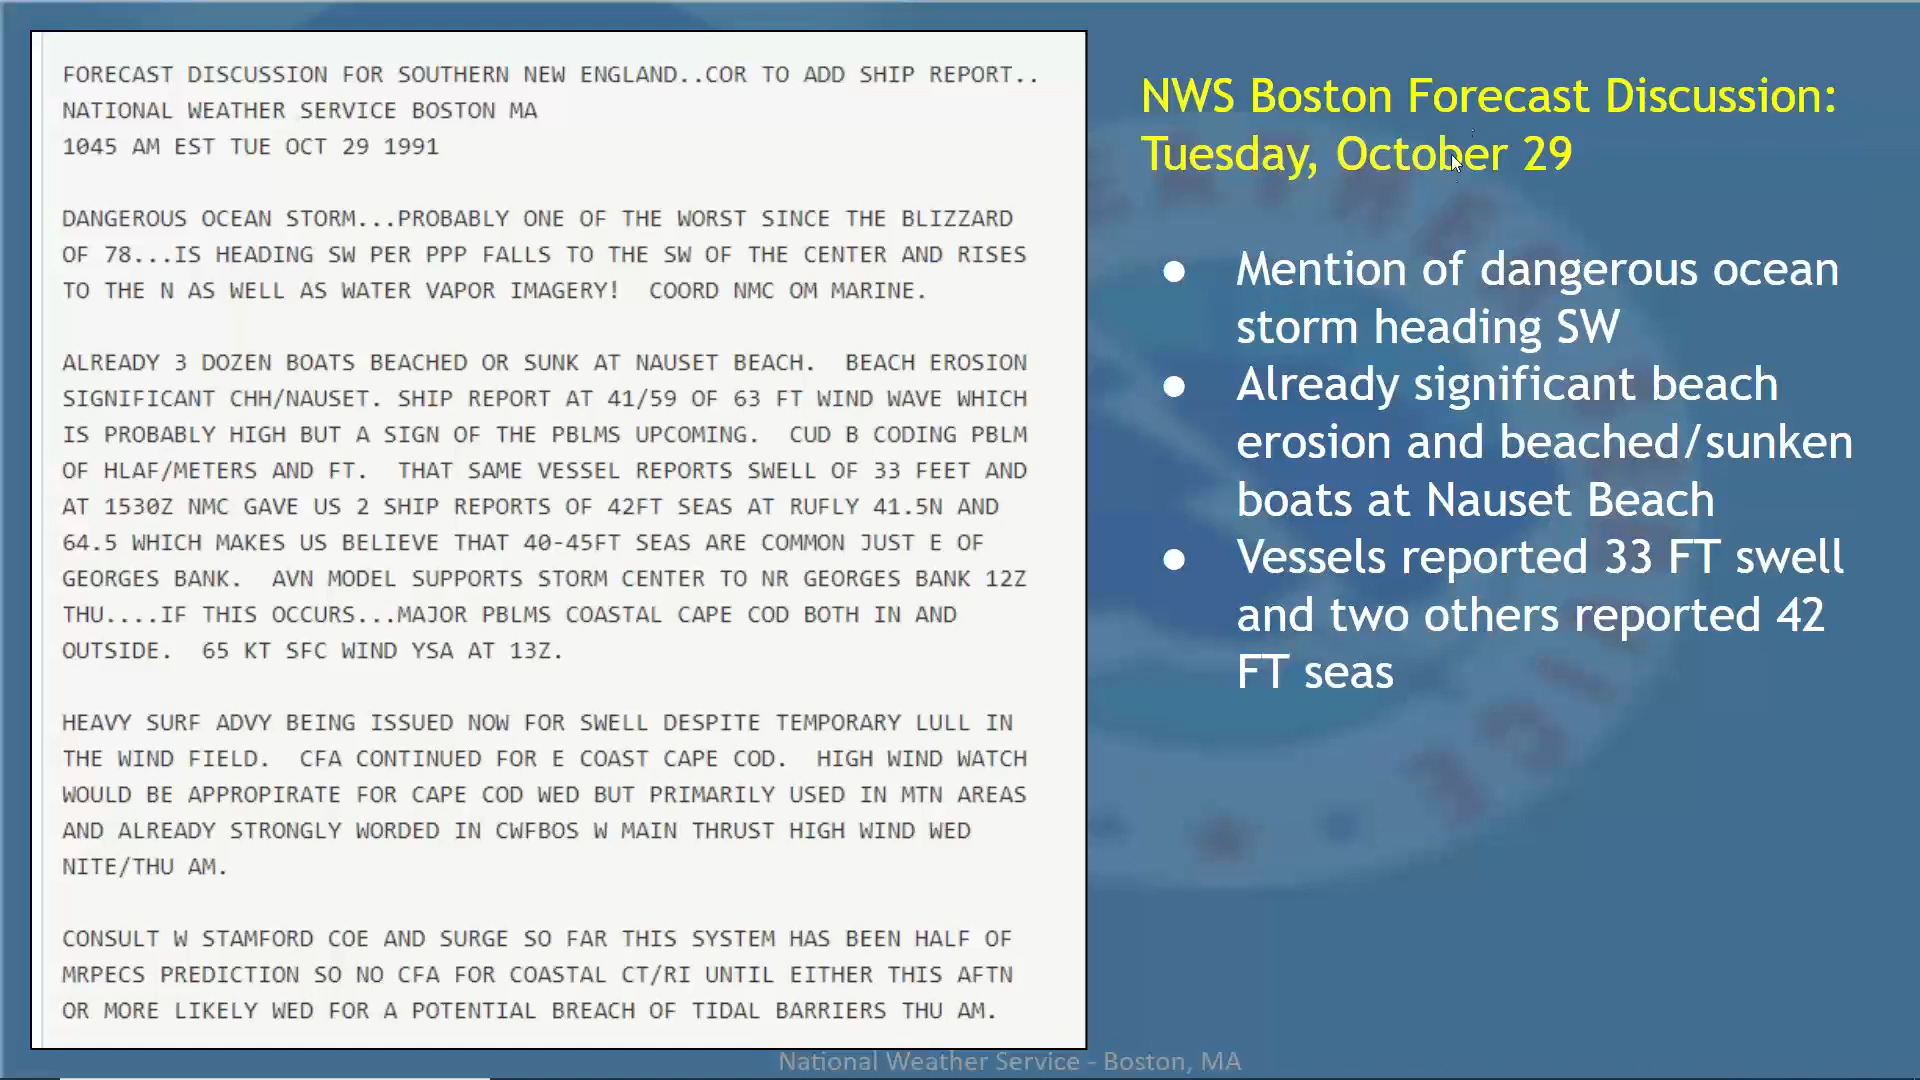 FORECAST DISCUSSION FOR SOUTHERN NEW ENGLAND..COR TO ADD SHIP REPORT..
NATIONAL WEATHER SERVICE BOSTON MA
1045 AM EST TUE OCT 29 1991
DANGEROUS OCEAN STORM...PROBABLY ONE OF THE WORST SINCE THE BLIZZARD
OF 78...IS HEADING SW PER PPP FALLS TO THE SW OF THE CENTER AND RISES
TO THE N AS WELL AS WATER VAPOR IMAGERY!  COORD NMC OM MARINE.
ALREADY 3 DOZEN BOATS BEACHED OR SUNK AT NAUSET BEACH.  BEACH EROSION
SIGNIFICANT CHH/NAUSET. SHIP REPORT AT 41/59 OF 63 FT WIND WAVE WHICH
IS PROBABLY HIGH BUT A SIGN OF THE PBLMS UPCOMING.  CUD B CODING PBLM
OF HLAF/METERS AND FT.  THAT SAME VESSEL REPORTS SWELL OF 33 FEET AND
AT 1530Z NMC GAVE US 2 SHIP REPORTS OF 42FT SEAS AT RUFLY 41.5N AND
64.5 WHICH MAKES US BELIEVE THAT 40-45FT SEAS ARE COMMON JUST E OF
GEORGES BANK.  AVN MODEL SUPPORTS STORM CENTER TO NR GEORGES BANK 12Z
THU....IF THIS OCCURS...MAJOR PBLMS COASTAL CAPE COD BOTH IN AND
OUTSIDE.  65 KT SFC WIND YSA AT 13Z.
HEAVY SURF ADVY BEING ISSUED NOW FOR SWELL DESPITE TEMPORARY LULL IN
THE WIND FIELD.  CFA CONTINUED FOR E COAST CAPE COD.  HIGH WIND WATCH
WOULD BE APPROPIRATE FOR CAPE COD WED BUT PRIMARILY USED IN MTN AREAS
AND ALREADY STRONGLY WORDED IN CWFBOS W MAIN THRUST HIGH WIND WED
NITE/THU AM.
CONSULT W STAMFORD COE AND SURGE SO FAR THIS SYSTEM HAS BEEN HALF OF
MRPECS PREDICTION SO NO CFA FOR COASTAL CT/RI UNTIL EITHER THIS AFTN
OR MORE LIKELY WED FOR A POTENTIAL BREACH OF TIDAL BARRIERS THU AM.
NWS Boston Forecast Discussion:
Tuesday, October 29
● Mention of dangerous ocean
storm heading SW
● Already significant beach
erosion and beached/sunken
boats at Nauset Beach
● Vessels reported 33 FT swell
and two others reported 42
FT seas
National Weather Service - Boston, MA